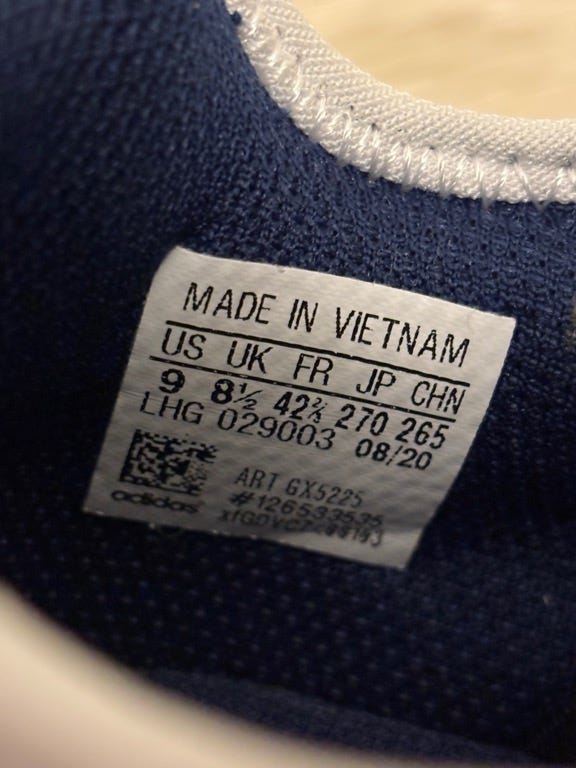 MADE IN VIETNAM
US UK FR JP CHN
9 8½ 42⅔ 270 265
LHG 029003 08/20
ART GX5225
adidas